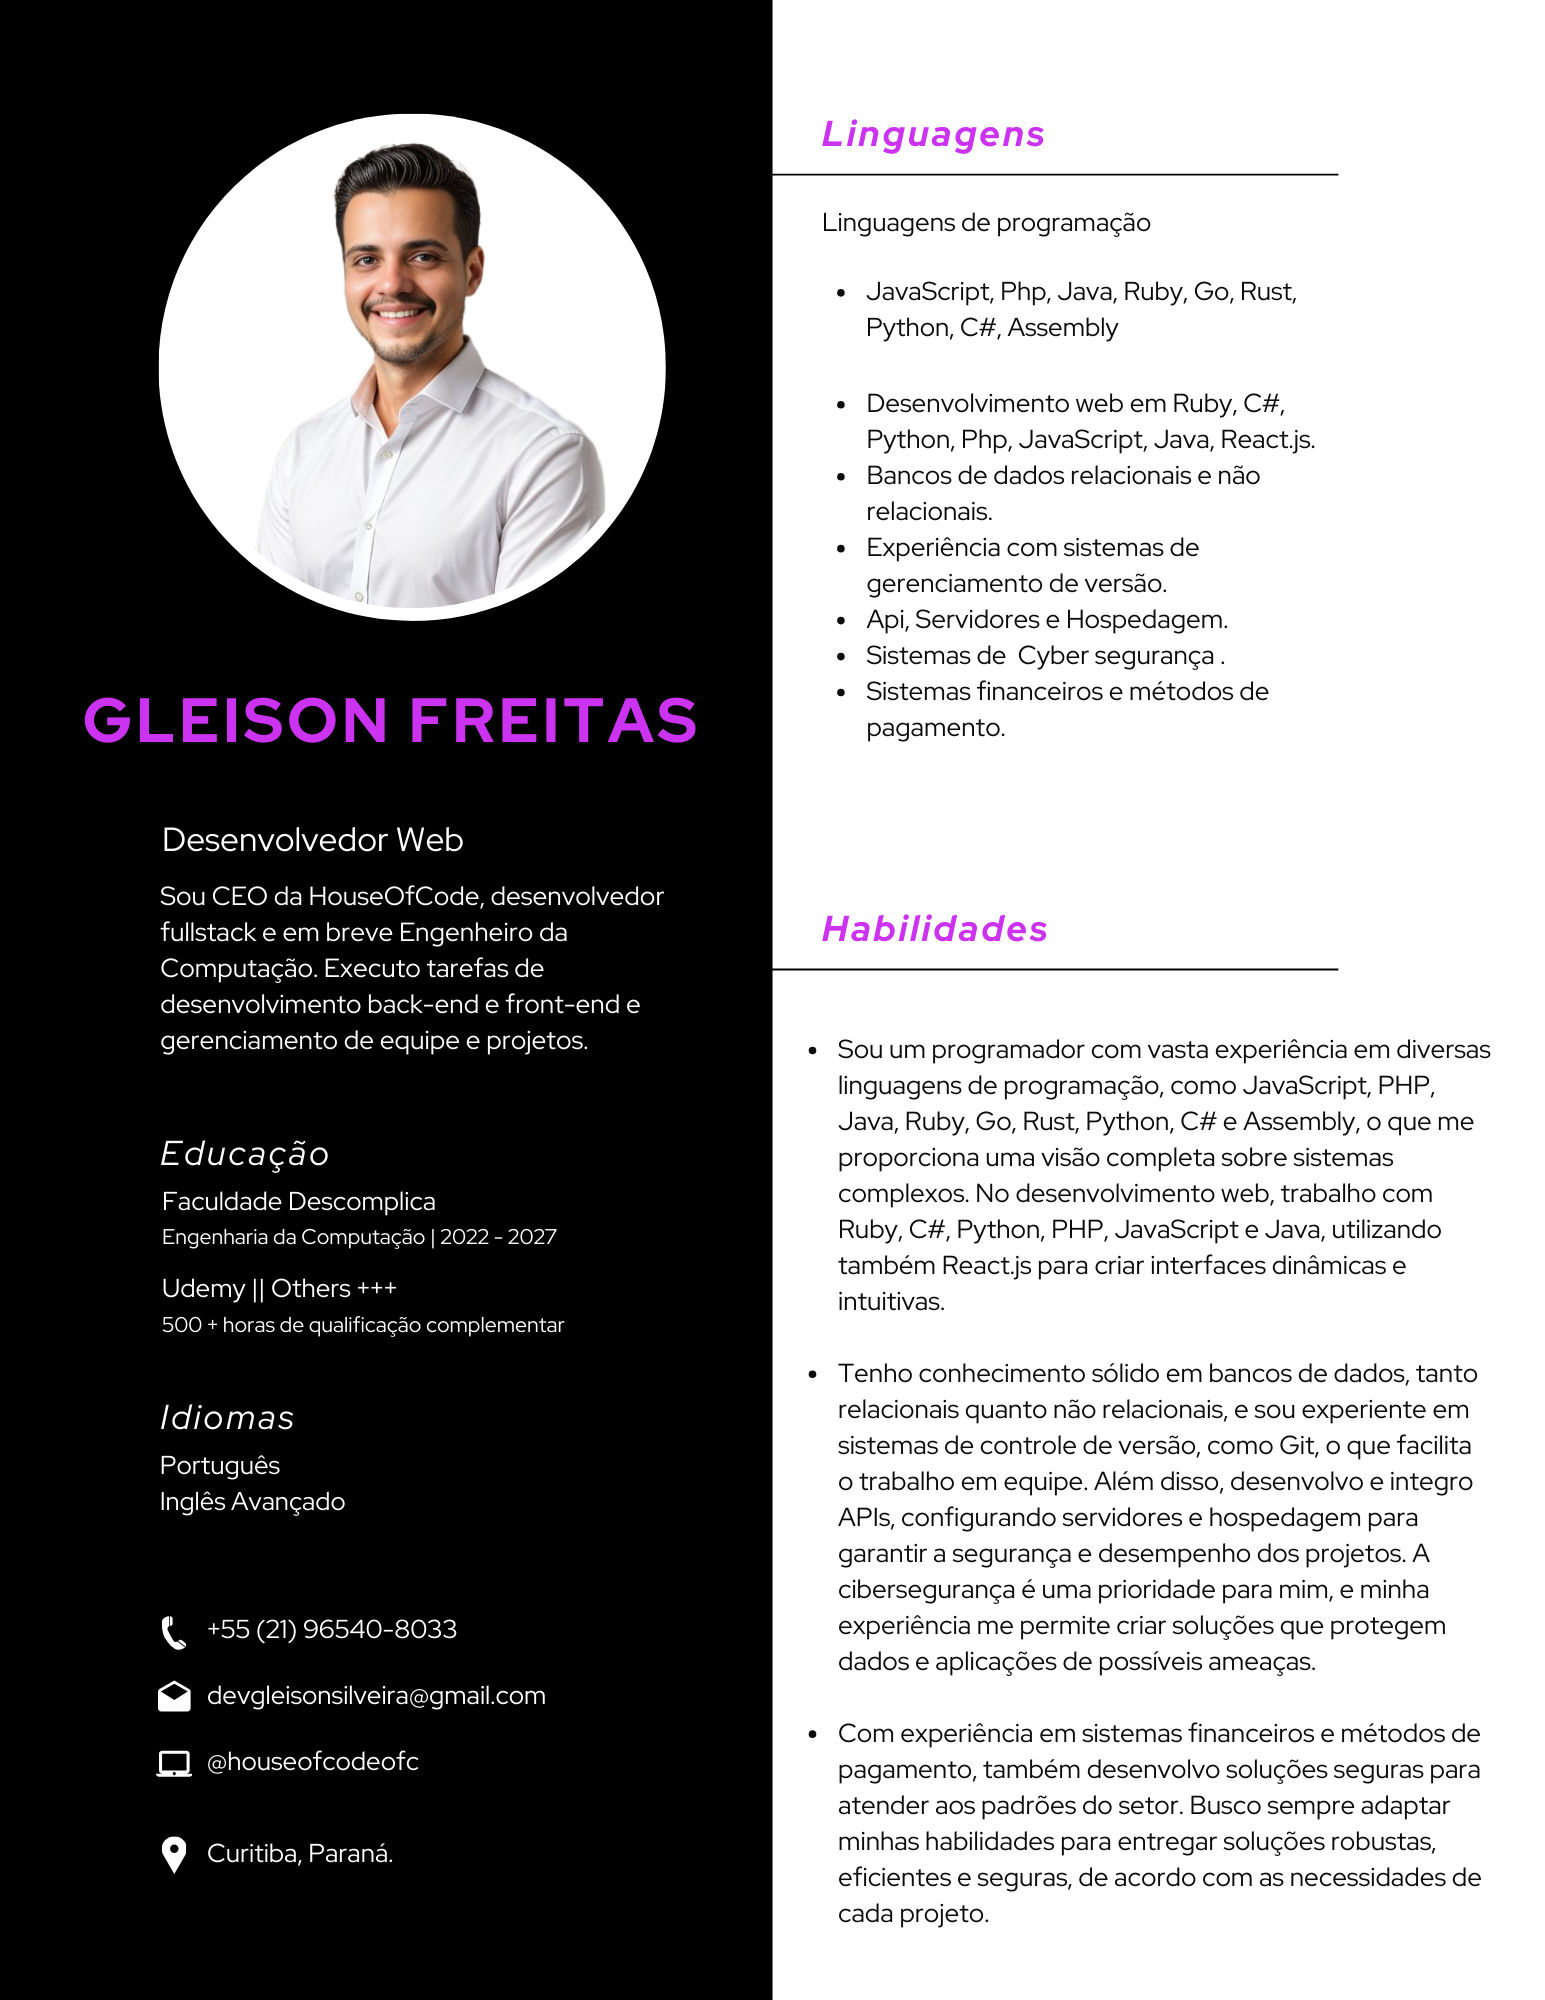 GLEISON FREITAS
Desenvolvedor Web
Sou CEO da HouseOfCode, desenvolvedor
fullstack e em breve Engenheiro da
Computação. Executo tarefas de
desenvolvimento back-end e front-end e
gerenciamento de equipe e projetos.
Educação
Faculdade Descomplica
Engenharia da Computação | 2022 - 2027
Udemy || Others +++
500 + horas de qualificação complementar
Idiomas
Português
Inglês Avançado
+55 (21) 96540-8033
devgleisonsilveira@gmail.com
@houseofcodeofc
Curitiba, Paraná.
Linguagens
Linguagens de programação
• JavaScript, Php, Java, Ruby, Go, Rust,
Python, C#, Assembly
• Desenvolvimento web em Ruby, C#,
Python, Php, JavaScript, Java, React.js.
• Bancos de dados relacionais e não
relacionais.
• Experiência com sistemas de
gerenciamento de versão.
• Api, Servidores e Hospedagem.
• Sistemas de  Cyber segurança .
• Sistemas financeiros e métodos de
pagamento.
Habilidades
• Sou um programador com vasta experiência em diversas
linguagens de programação, como JavaScript, PHP,
Java, Ruby, Go, Rust, Python, C# e Assembly, o que me
proporciona uma visão completa sobre sistemas
complexos. No desenvolvimento web, trabalho com
Ruby, C#, Python, PHP, JavaScript e Java, utilizando
também React.js para criar interfaces dinâmicas e
intuitivas.
• Tenho conhecimento sólido em bancos de dados, tanto
relacionais quanto não relacionais, e sou experiente em
sistemas de controle de versão, como Git, o que facilita
o trabalho em equipe. Além disso, desenvolvo e integro
APIs, configurando servidores e hospedagem para
garantir a segurança e desempenho dos projetos. A
cibersegurança é uma prioridade para mim, e minha
experiência me permite criar soluções que protegem
dados e aplicações de possíveis ameaças.
• Com experiência em sistemas financeiros e métodos de
pagamento, também desenvolvo soluções seguras para
atender aos padrões do setor. Busco sempre adaptar
minhas habilidades para entregar soluções robustas,
eficientes e seguras, de acordo com as necessidades de
cada projeto.